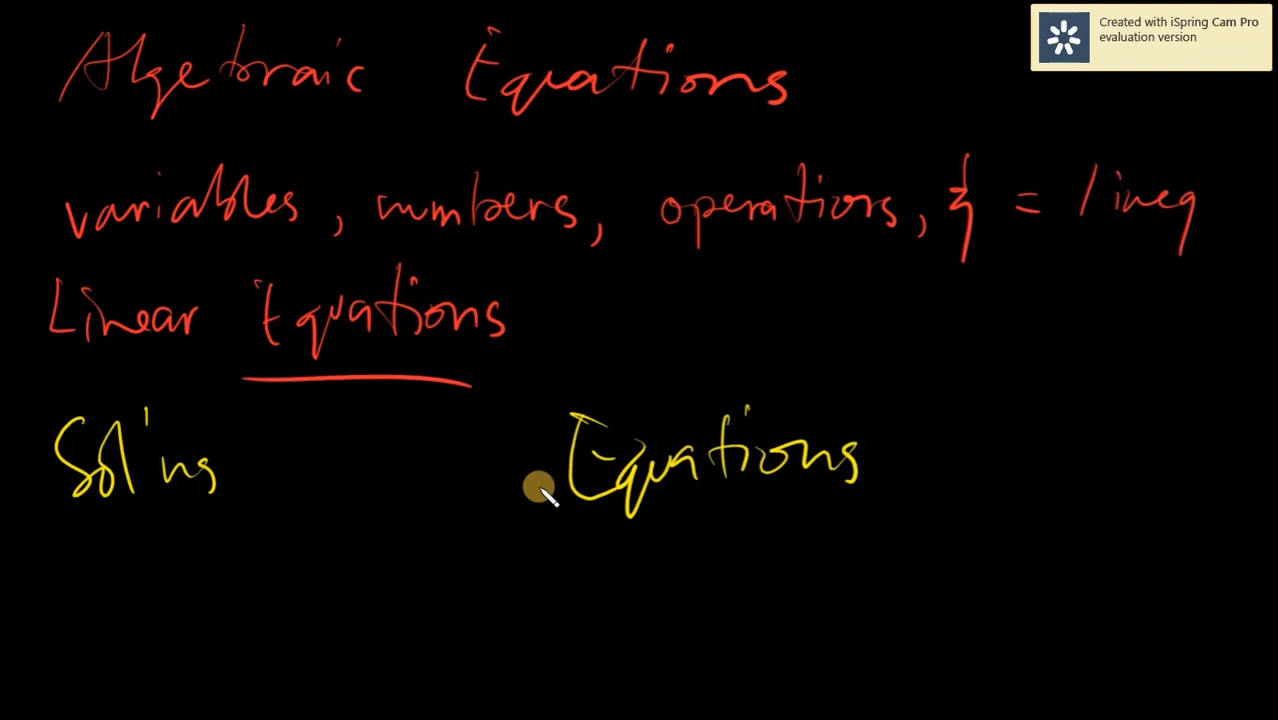 Created with iSpring Cam Pro
evaluation version
Algebraic Equations
variables, numbers, operations, & = / ineq
Linear Equations
Sol'ns Equations